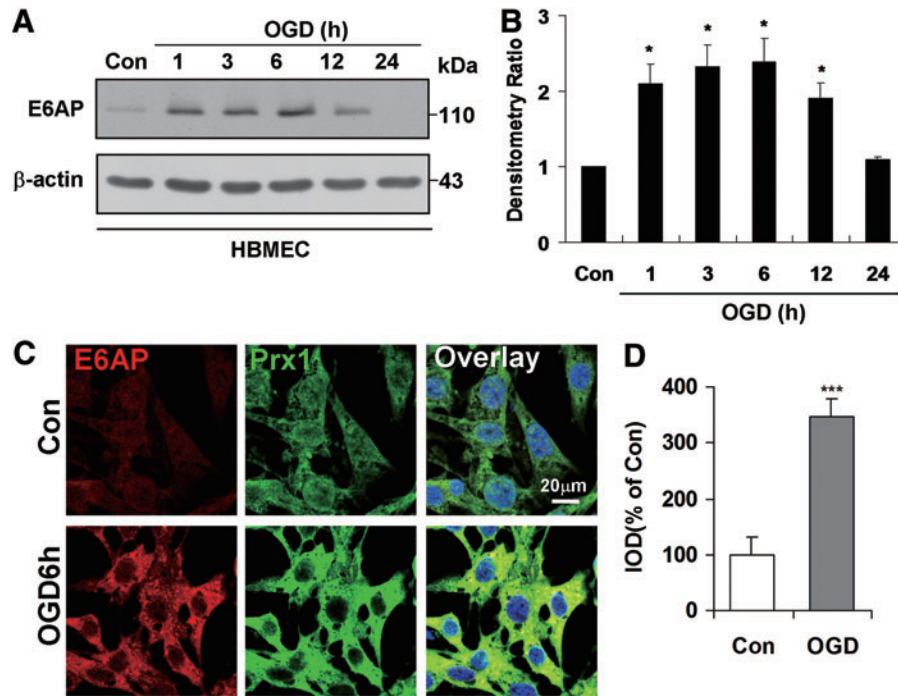 A
OGD (h)
Con 1 3 6 12 24 kDa
E6AP
110
β-actin
43
HBMEC
B
Densitometry Ratio
3
2
1
0
*
*
*
*
Con 1 3 6 12 24
OGD (h)
C
E6AP Prx1 Overlay
Con
20μm
OGD6h
D
IOD(% of Con)
400
300
200
100
0
***
Con OGD